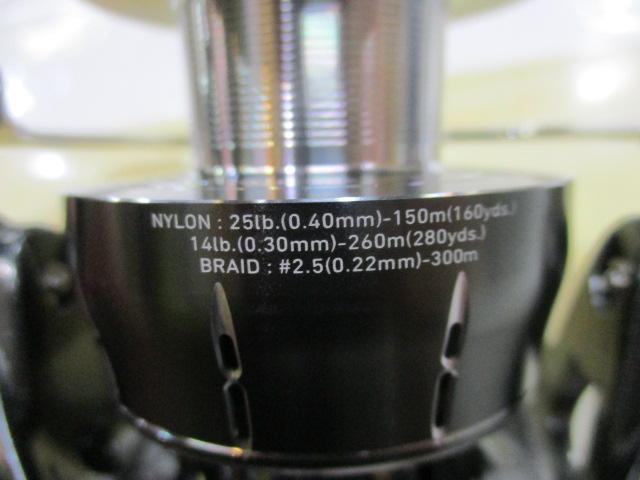 NYLON : 25lb.(0.40mm)-150m(160yds.)
14lb.(0.30mm)-260m(280yds.)
BRAID : #2.5(0.22mm)-300m